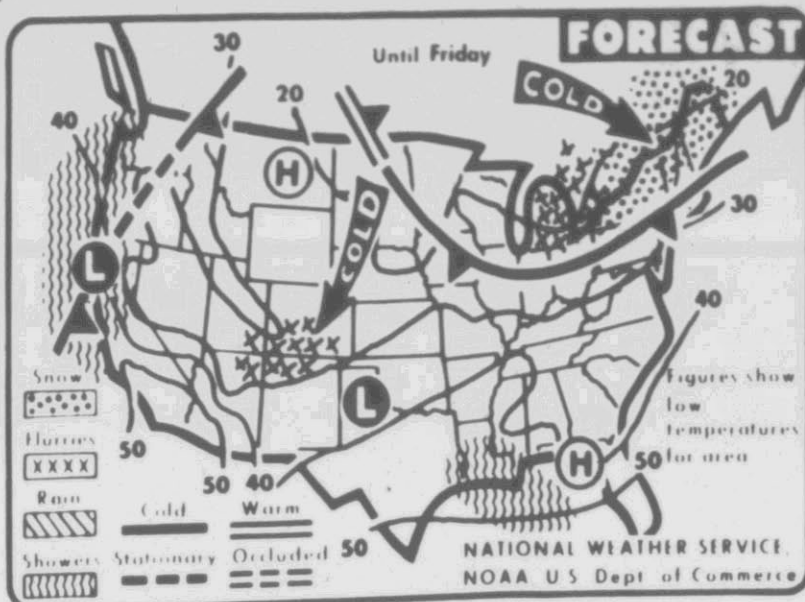 FORECAST
Until Friday
COLD
COLD
30
20
20
40
30
40
H
L
L
H
50
50
40
50
50
Figures show
low
temperatures
for area
Snow
Flurries
XXXX
Rain
Showers
Cold
Warm
Stationary
Occluded
NATIONAL WEATHER SERVICE,
NOAA U S Dept of Commerce